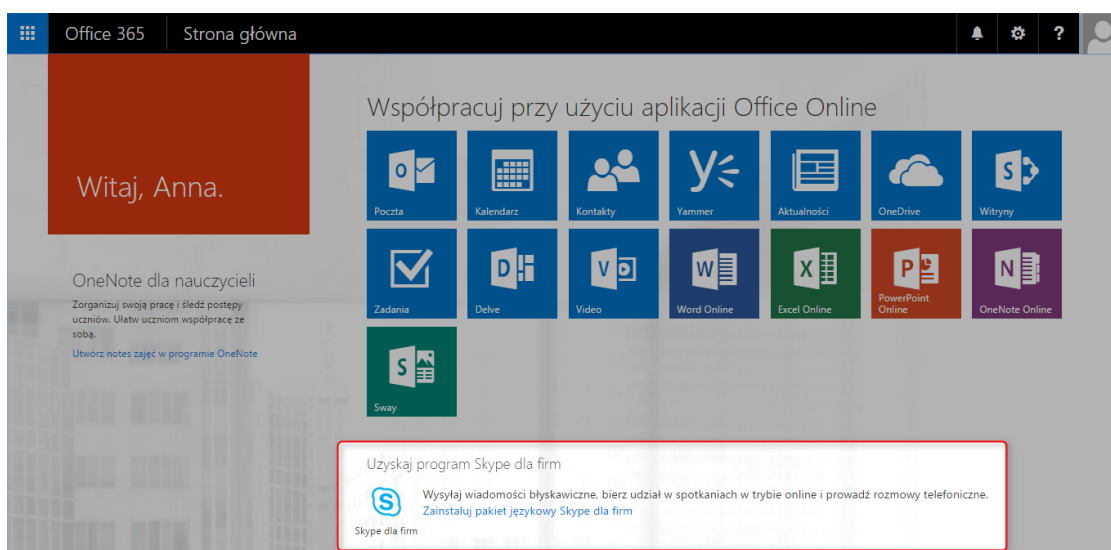 Office 365 Strona główna
?
Witaj, Anna.
OneNote dla nauczycieli
Zorganizuj swoją pracę i śledź postępy
uczniów. Ułatw uczniom współpracę ze
sobą.
Utwórz notes zajęć w programie OneNote
Współpracuj przy użyciu aplikacji Office Online
Poczta Kalendarz Kontakty Yammer Aktualności OneDrive Witryny
Zadania Delve Video Word Online Excel Online PowerPoint
Online OneNote Online
Sway
Uzyskaj program Skype dla firm
Wysyłaj wiadomości błyskawiczne, bierz udział w spotkaniach w trybie online i prowadź rozmowy telefoniczne.
Zainstaluj pakiet językowy Skype dla firm
Skype dla firm